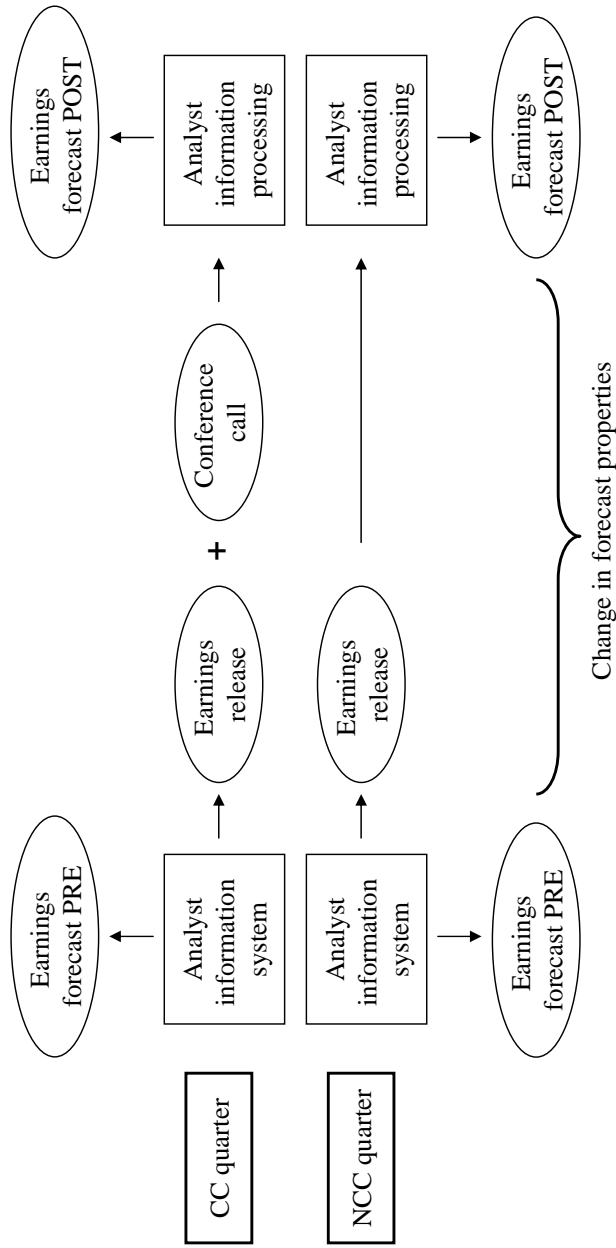 Earnings
forecast PRE
Earnings
forecast POST
CC quarter
Analyst
information
system
Earnings
release
+
Conference
call
Analyst
information
processing
NCC quarter
Analyst
information
system
Earnings
release
Analyst
information
processing
Earnings
forecast PRE
Earnings
forecast POST
Change in forecast properties